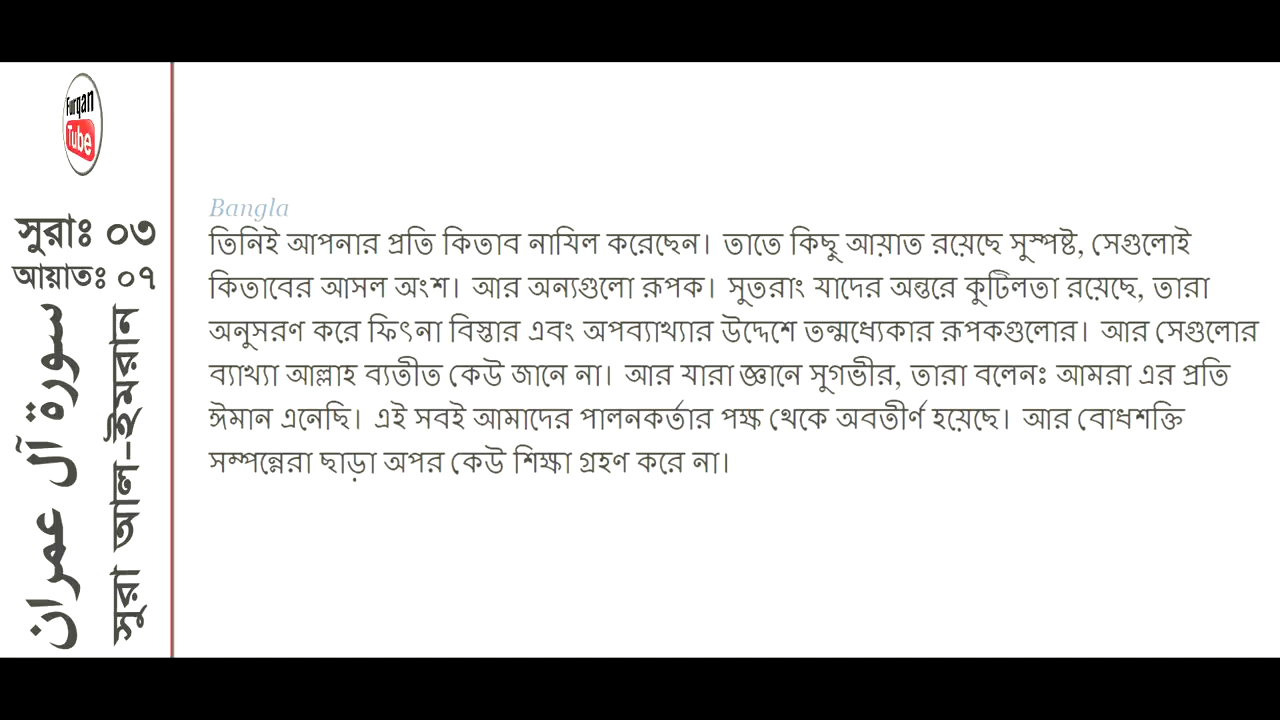 Furqan
Tube
সুরাঃ ০৩
আয়াতঃ ০৭
سورة آل عمران
সুরা আল-ইমরান
Bangla
তিনিই আপনার প্রতি কিতাব নাযিল করেছেন। তাতে কিছু আয়াত রয়েছে সুস্পষ্ট, সেগুলোই
কিতাবের আসল অংশ। আর অন্যগুলো রূপক। সুতরাং যাদের অন্তরে কুটিলতা রয়েছে, তারা
অনুসরণ করে ফিৎনা বিস্তার এবং অপব্যাখ্যার উদ্দেশে তন্মধ্যেকার রূপকগুলোর। আর সেগুলোর
ব্যাখ্যা আল্লাহ ব্যতীত কেউ জানে না। আর যারা জ্ঞানে সুগভীর, তারা বলেনঃ আমরা এর প্রতি
ঈমান এনেছি। এই সবই আমাদের পালনকর্তার পক্ষ থেকে অবতীর্ণ হয়েছে। আর বোধশক্তি
সম্পন্নেরা ছাড়া অপর কেউ শিক্ষা গ্রহণ করে না।